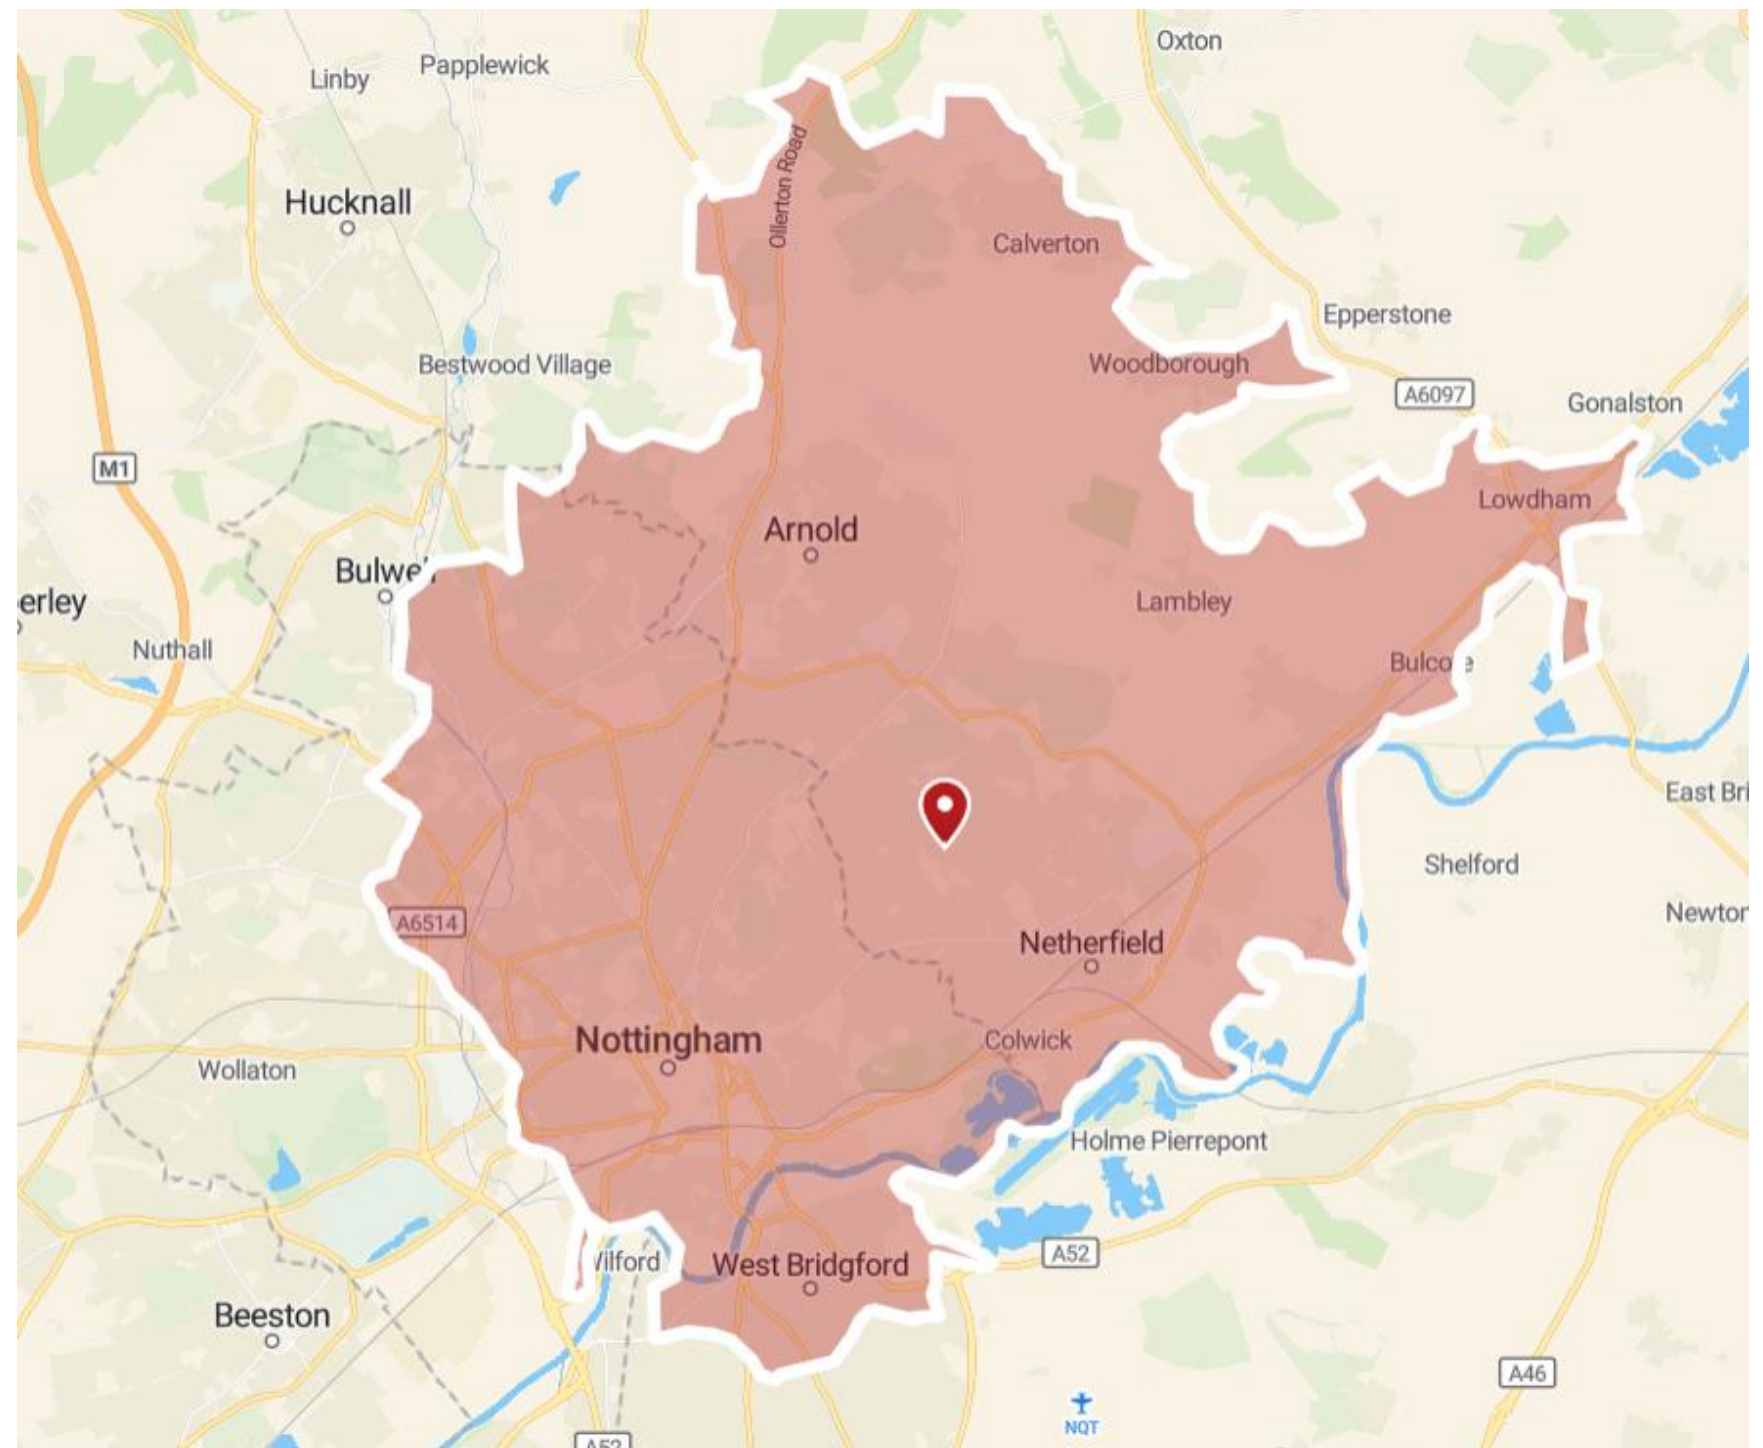 Oxton
Linby
Papplewick
Ollerton Road
Hucknall
Calverton
Epperstone
Bestwood Village
Woodborough
A6097
Gonalston
M1
Lowdham
Arnold
Bulwe
erley
Lambley
Nuthall
Bulco
East Bri
Shelford
A6514
Newtor
Netherfield
Nottingham
Colwick
Wollaton
Holme Pierrepont
ilford
West Bridgford
A52
Beeston
A46
NQT
A52